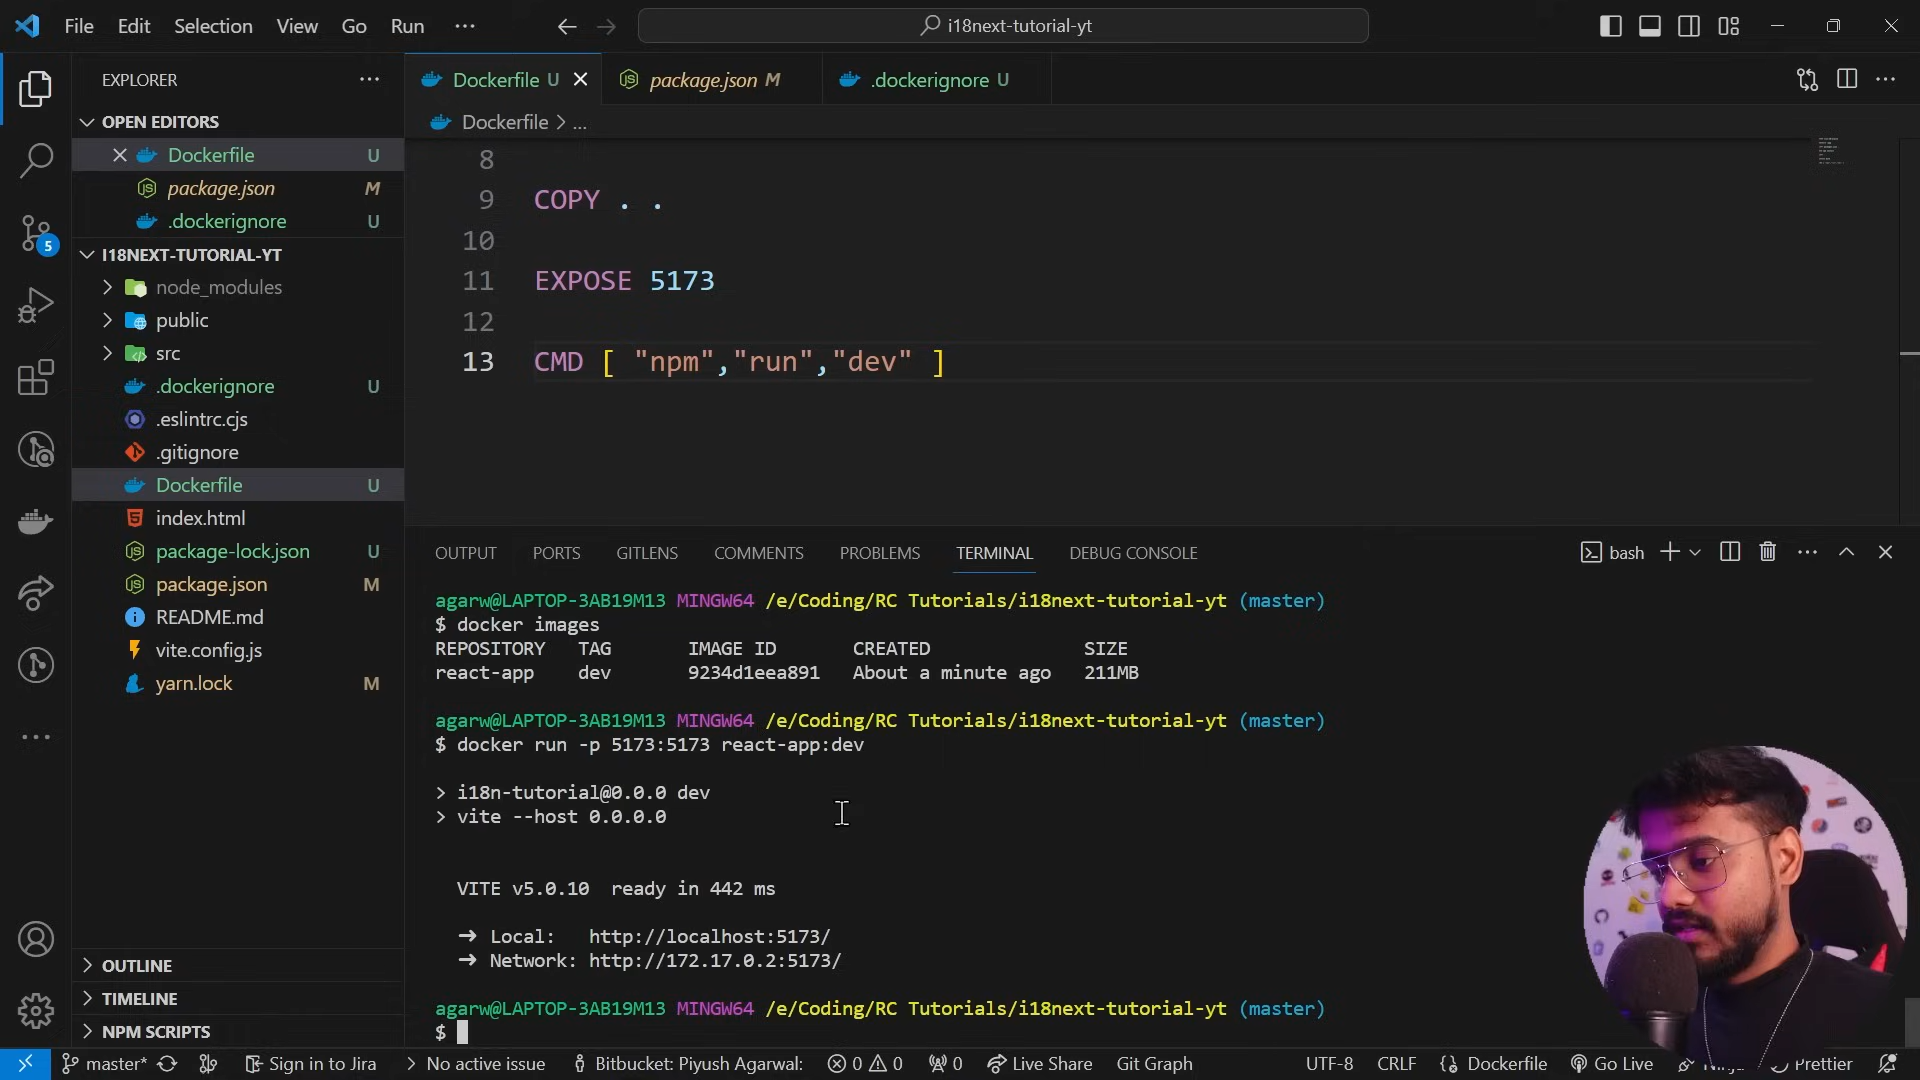 File Edit Selection View Go Run ...
i18next-tutorial-yt
EXPLORER
Dockerfile U
package.json M
.dockerignore U
OPEN EDITORS
Dockerfile U
package.json M
.dockerignore U
I18NEXT-TUTORIAL-YT
node_modules
public
src
.dockerignore U
.eslintrc.cjs
.gitignore
Dockerfile U
index.html
package-lock.json U
package.json M
README.md
vite.config.js
yarn.lock M
OUTLINE
TIMELINE
NPM SCRIPTS
5
Dockerfile > ...
8
9 COPY . .
10
11 EXPOSE 5173
12
13 CMD [ "npm","run","dev" ]
OUTPUT PORTS GITLENS COMMENTS PROBLEMS TERMINAL DEBUG CONSOLE
bash
agarw@LAPTOP-3AB19M13 MINGW64 /e/Coding/RC Tutorials/i18next-tutorial-yt (master)
$ docker images
REPOSITORY TAG IMAGE ID CREATED SIZE
react-app dev 9234d1eea891 About a minute ago 211MB
agarw@LAPTOP-3AB19M13 MINGW64 /e/Coding/RC Tutorials/i18next-tutorial-yt (master)
$ docker run -p 5173:5173 react-app:dev
> i18n-tutorial@0.0.0 dev
> vite --host 0.0.0.0
VITE v5.0.10 ready in 442 ms
➜ Local: http://localhost:5173/
➜ Network: http://172.17.0.2:5173/
agarw@LAPTOP-3AB19M13 MINGW64 /e/Coding/RC Tutorials/i18next-tutorial-yt (master)
$
master* Sign in to Jira No active issue Bitbucket: Piyush Agarwal: 0 0 0 Live Share Git Graph UTF-8 CRLF Dockerfile Go Live Prettier